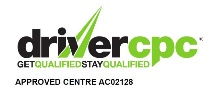 drivercpc
GETQUALIFIEDSTAYQUALIFIED
APPROVED CENTRE AC02128